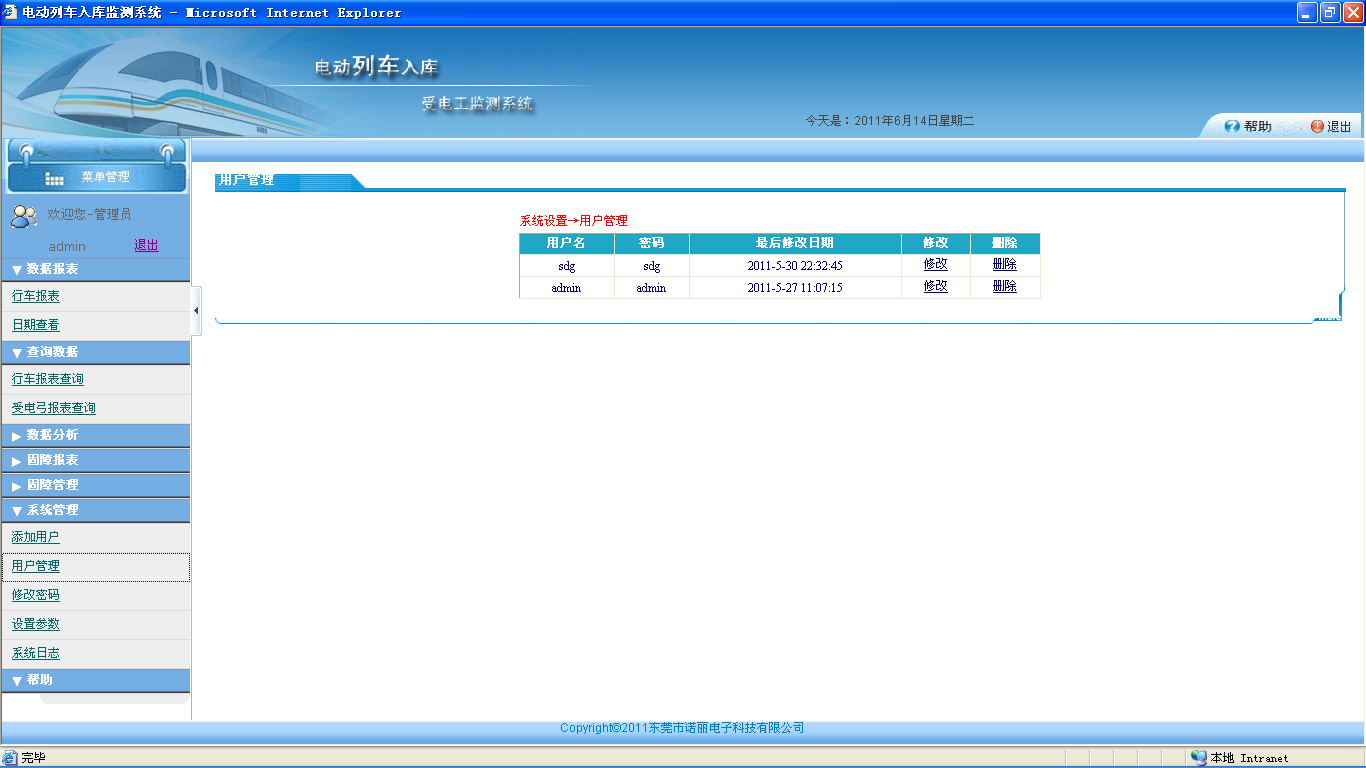 电动列车入库监测系统 - Microsoft Internet Explorer
电动列车入库
受电工监测系统
今天是：2011年6月14日星期二
帮助
退出
菜单管理
欢迎您-管理员
admin 退出
数据报表
行车报表
日期查看
查询数据
行车报表查询
受电弓报表查询
数据分析
固障报表
固障管理
系统管理
添加用户
用户管理
修改密码
设置参数
系统日志
帮助
用户管理
系统设置→用户管理
用户名 密码 最后修改日期 修改 删除
sdg sdg 2011-5-30 22:32:45 修改 删除
admin admin 2011-5-27 11:07:15 修改 删除
Copyright©2011东莞市诺丽电子科技有限公司
完毕
本地 Intranet